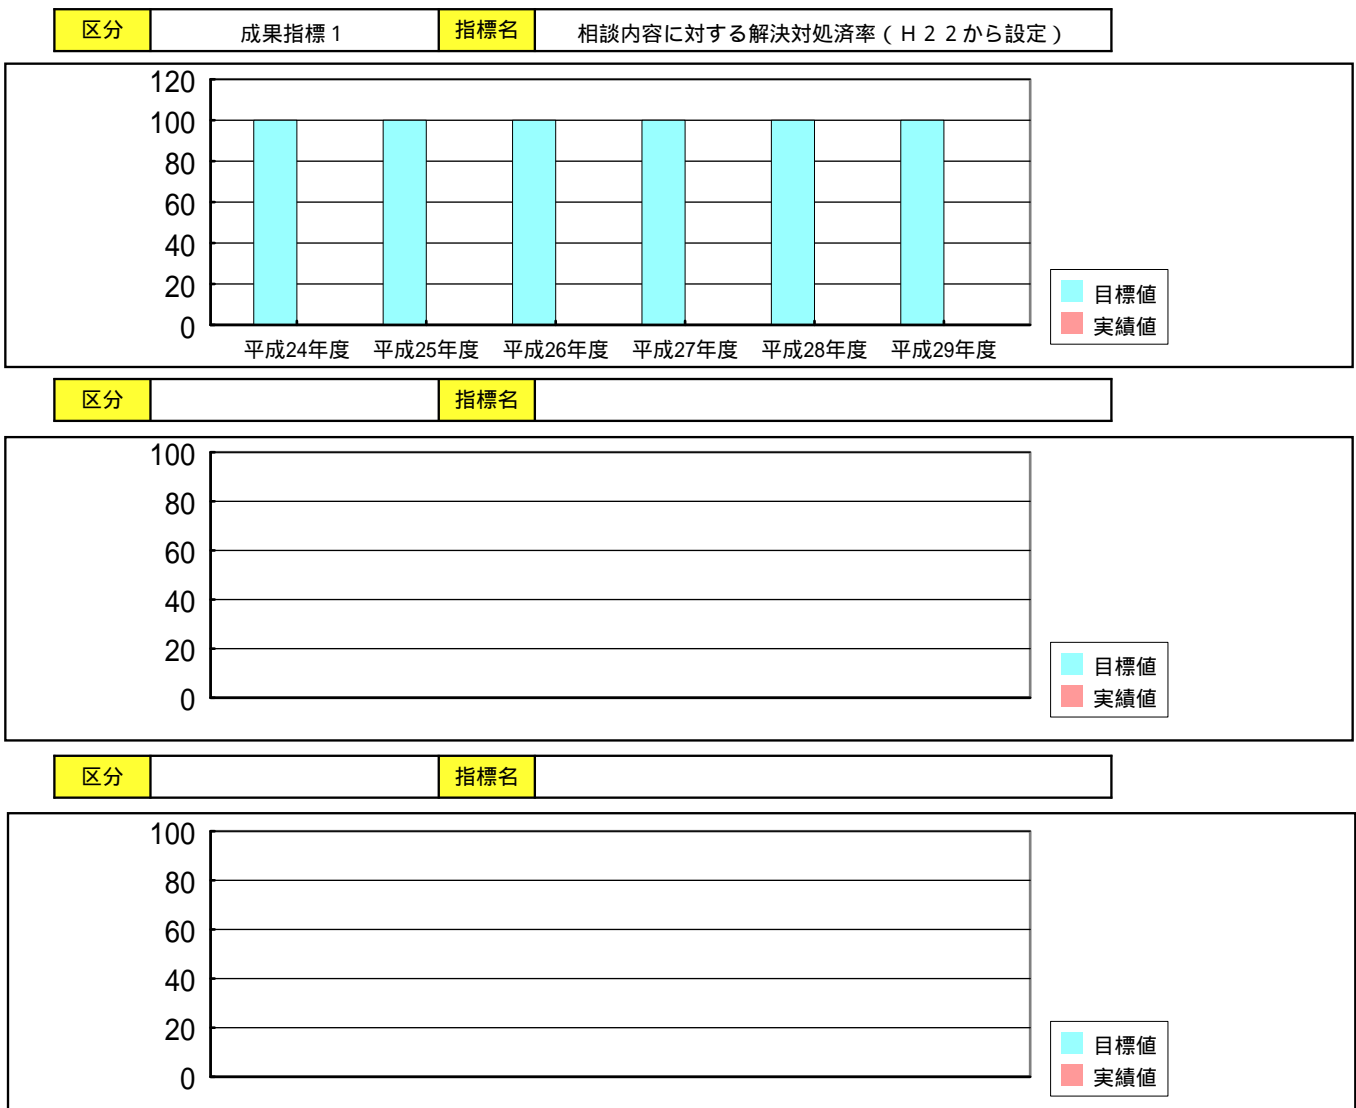 区分 成果指標１ 指標名 相談内容に対する解決対処済率（Ｈ２２から設定）
120
100
80
60
40
20
0
平成24年度 平成25年度 平成26年度 平成27年度 平成28年度 平成29年度
目標値
実績値
区分 指標名
100
80
60
40
20
0
目標値
実績値
区分 指標名
100
80
60
40
20
0
目標値
実績値